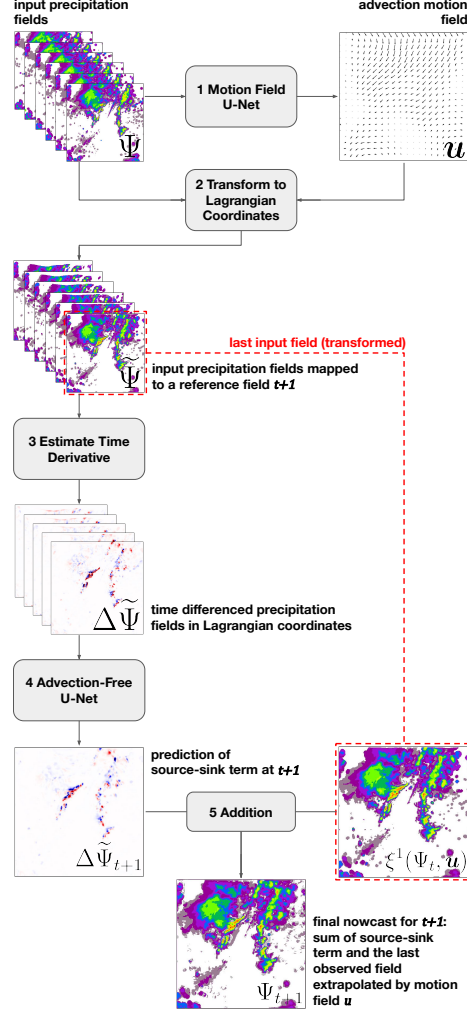 input precipitation
fields
advection motion
field
1 Motion Field
U-Net
Ψ
u
2 Transform to
Lagrangian
Coordinates
last input field (transformed)
Ψ̃
input precipitation fields mapped
to a reference field t+1
3 Estimate Time
Derivative
ΔΨ̃
time differenced precipitation
fields in Lagrangian coordinates
4 Advection-Free
U-Net
prediction of
source-sink term at t+1
5 Addition
ΔΨ̃ₜ₊₁
ξ¹(Ψₜ, u)
final nowcast for t+1:
sum of source-sink
term and the last
observed field
extrapolated by motion
field u
Ψₜ₊₁